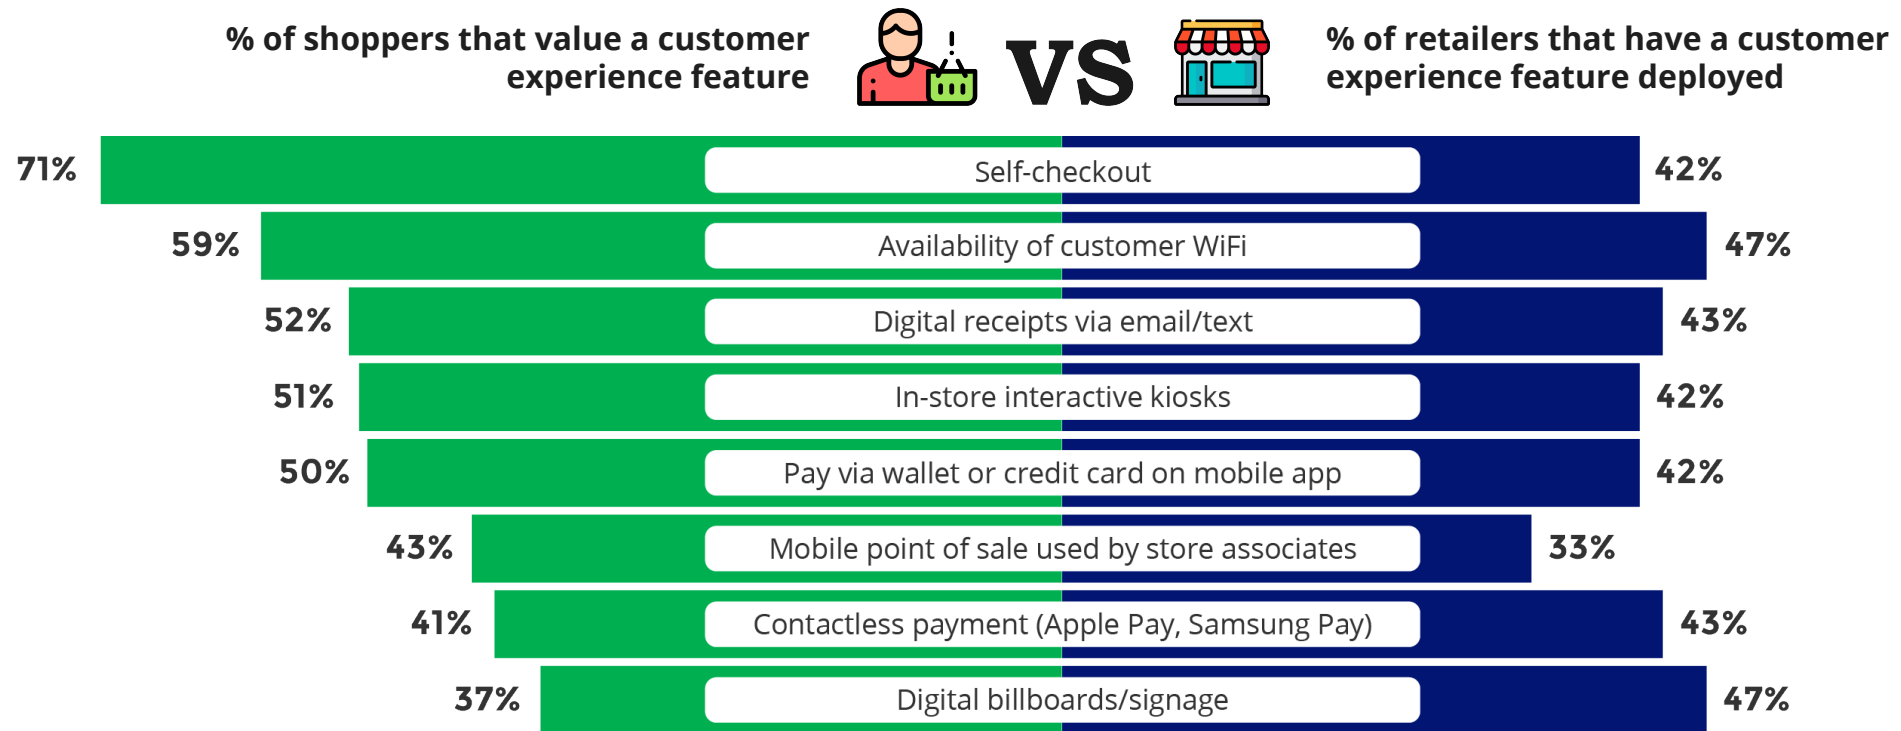 % of shoppers that value a customer
experience feature
VS
% of retailers that have a customer
experience feature deployed
71% Self-checkout 42%
59% Availability of customer WiFi 47%
52% Digital receipts via email/text 43%
51% In-store interactive kiosks 42%
50% Pay via wallet or credit card on mobile app 42%
43% Mobile point of sale used by store associates 33%
41% Contactless payment (Apple Pay, Samsung Pay) 43%
37% Digital billboards/signage 47%